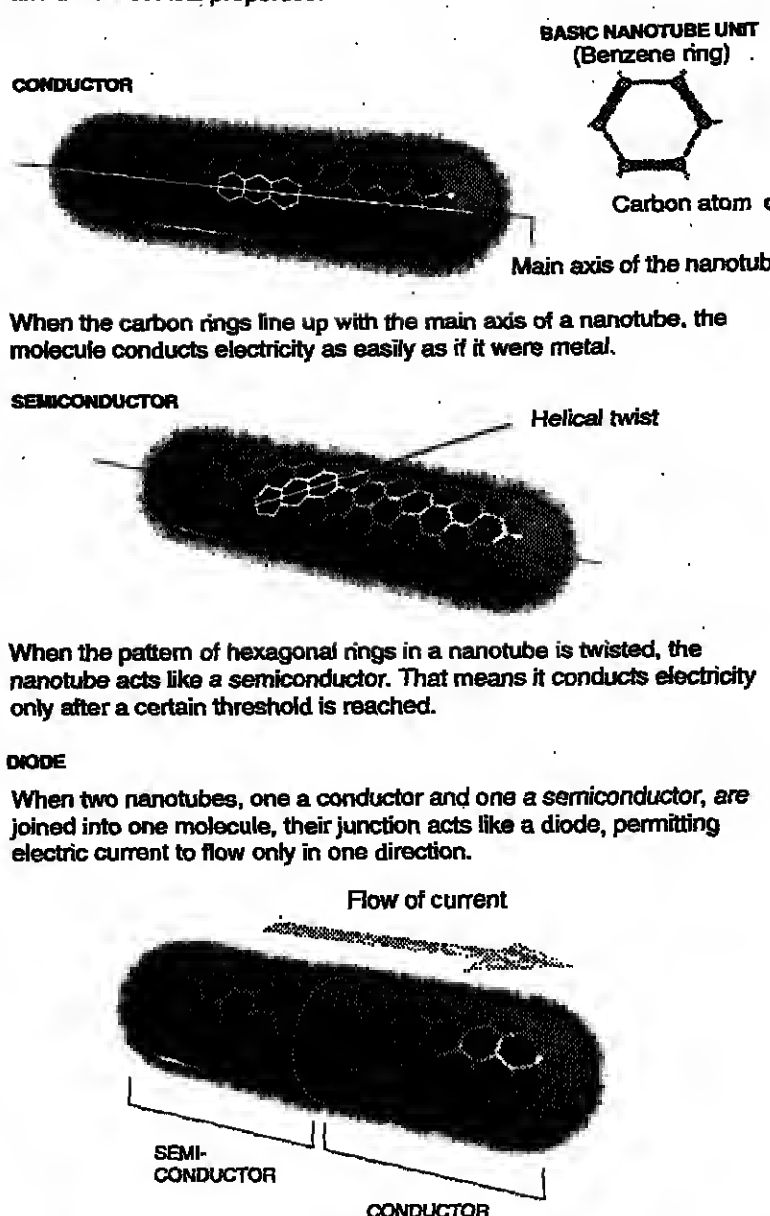 BASIC NANOTUBE UNIT
(Benzene ring)
CONDUCTOR
Carbon atom
Main axis of the nanotub
When the carbon rings line up with the main axis of a nanotube, the
molecule conducts electricity as easily as if it were metal.
SEMICONDUCTOR
Helical twist
When the pattern of hexagonal rings in a nanotube is twisted, the
nanotube acts like a semiconductor. That means it conducts electricity
only after a certain threshold is reached.
DIODE
When two nanotubes, one a conductor and one a semiconductor, are
joined into one molecule, their junction acts like a diode, permitting
electric current to flow only in one direction.
Flow of current
SEMI-
CONDUCTOR
CONDUCTOR